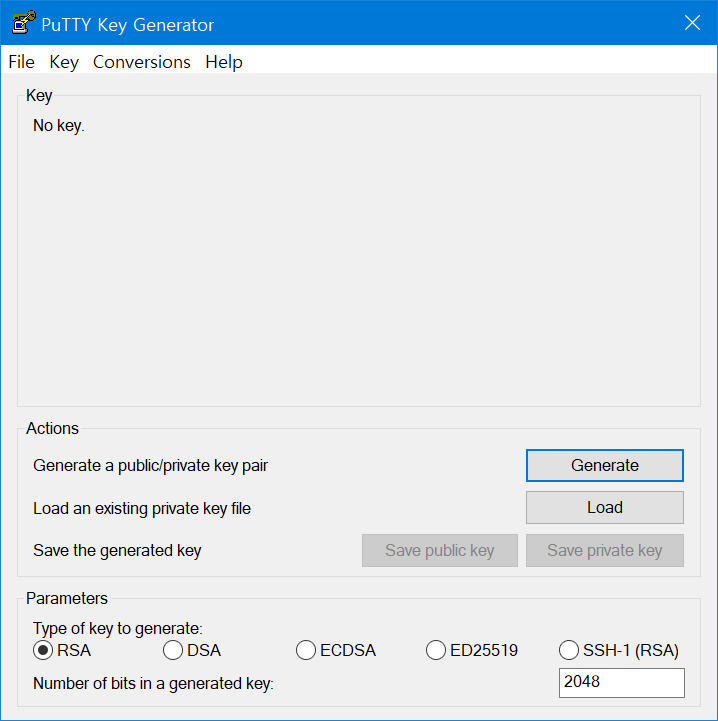 PuTTY Key Generator
File Key Conversions Help
Key
No key.
Actions
Generate a public/private key pair
Generate
Load an existing private key file
Load
Save the generated key
Save public key
Save private key
Parameters
Type of key to generate:
RSA DSA ECDSA ED25519 SSH-1 (RSA)
Number of bits in a generated key:
2048